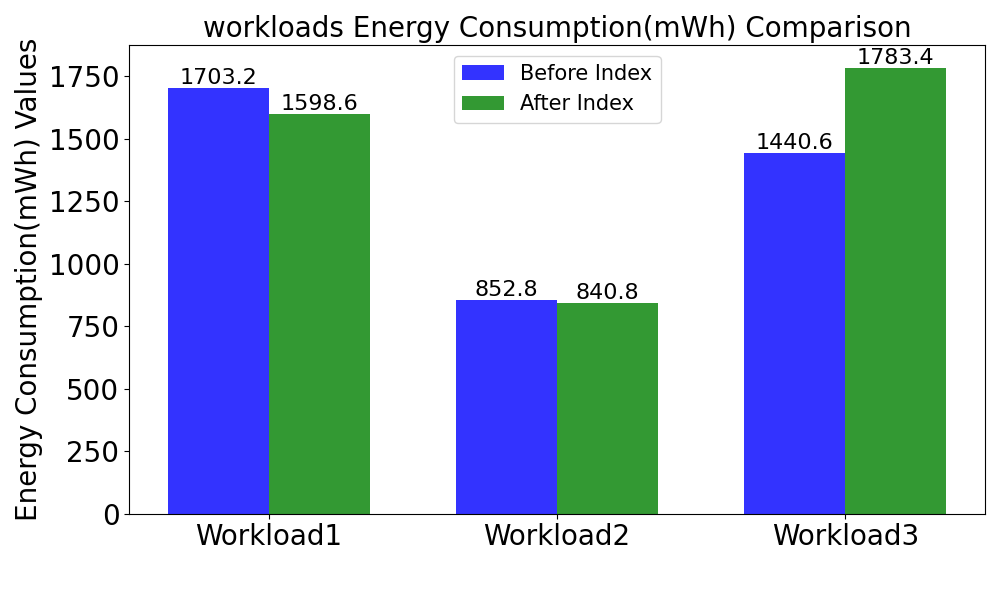 workloads Energy Consumption(mWh) Comparison
Energy Consumption(mWh) Values
1750
1500
1250
1000
750
500
250
0
Before Index
After Index
1703.2
1598.6
852.8
840.8
1440.6
1783.4
Workload1
Workload2
Workload3